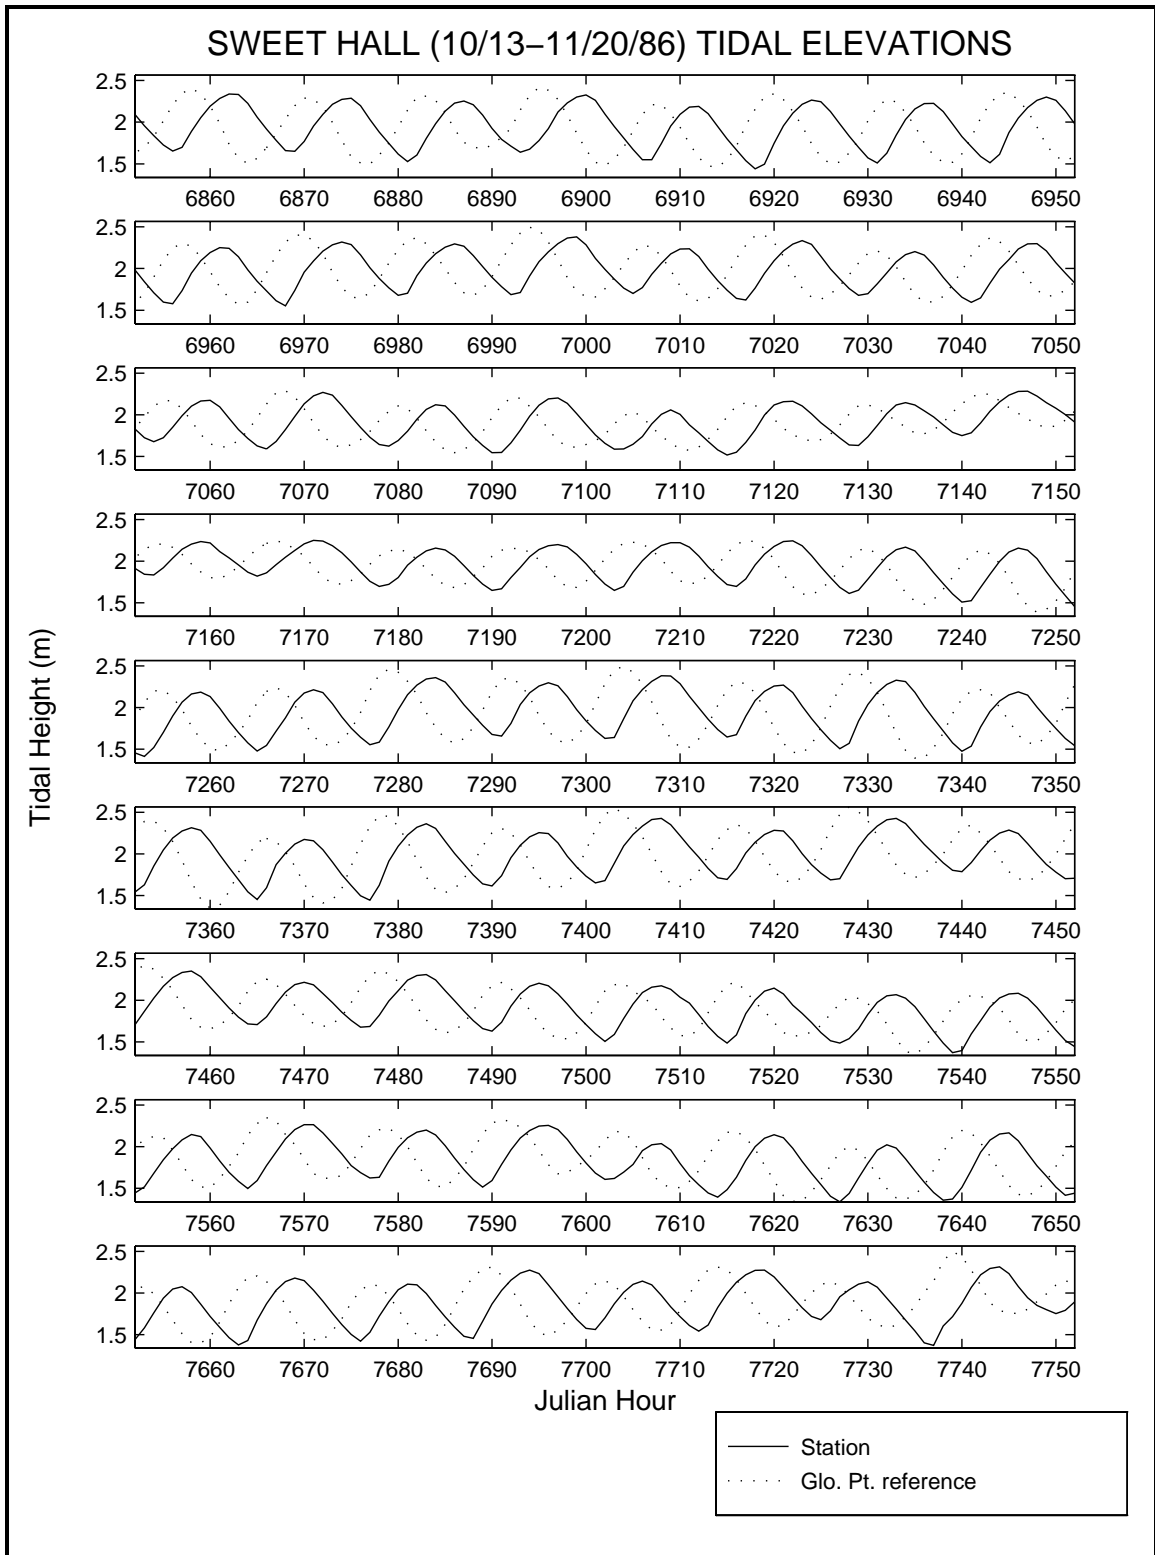 SWEET HALL (10/13–11/20/86) TIDAL ELEVATIONS
2.5
2
1.5
6860 6870 6880 6890 6900 6910 6920 6930 6940 6950
2.5
2
1.5
6960 6970 6980 6990 7000 7010 7020 7030 7040 7050
2.5
2
1.5
7060 7070 7080 7090 7100 7110 7120 7130 7140 7150
2.5
2
1.5
7160 7170 7180 7190 7200 7210 7220 7230 7240 7250
2.5
2
1.5
7260 7270 7280 7290 7300 7310 7320 7330 7340 7350
2.5
2
1.5
7360 7370 7380 7390 7400 7410 7420 7430 7440 7450
2.5
2
1.5
7460 7470 7480 7490 7500 7510 7520 7530 7540 7550
2.5
2
1.5
7560 7570 7580 7590 7600 7610 7620 7630 7640 7650
2.5
2
1.5
7660 7670 7680 7690 7700 7710 7720 7730 7740 7750
Tidal Height (m)
Julian Hour
Station
Glo. Pt. reference